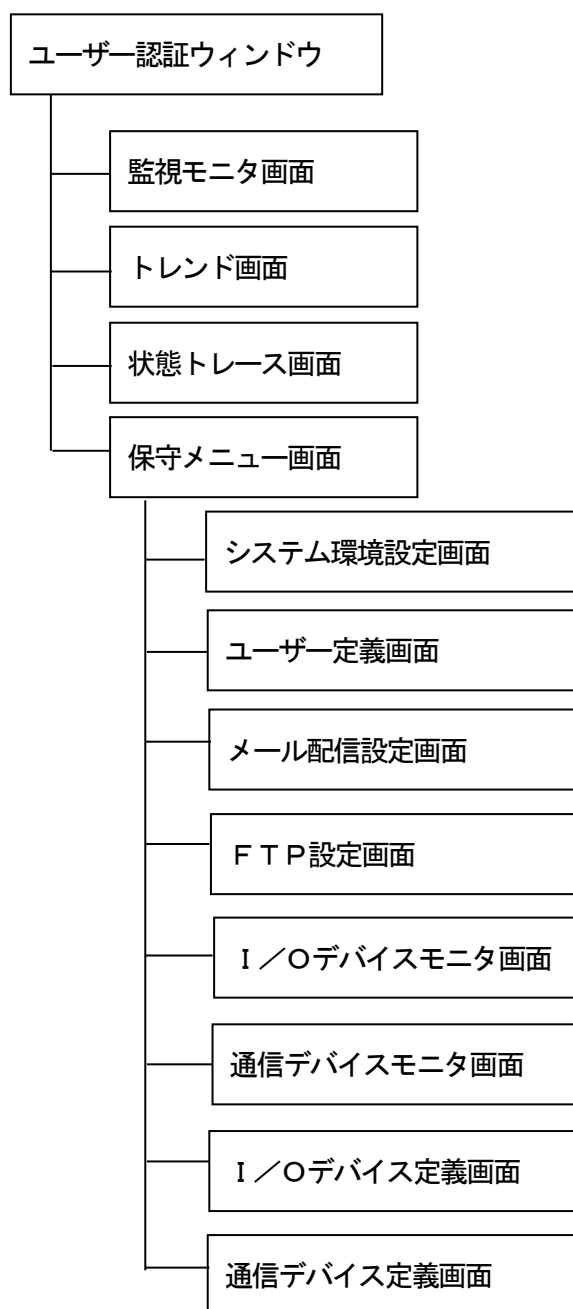 ユーザー認証ウィンドウ
監視モニタ画面
トレンド画面
状態トレース画面
保守メニュー画面
システム環境設定画面
ユーザー定義画面
メール配信設定画面
ＦＴＰ設定画面
Ｉ／Ｏデバイスモニタ画面
通信デバイスモニタ画面
Ｉ／Ｏデバイス定義画面
通信デバイス定義画面